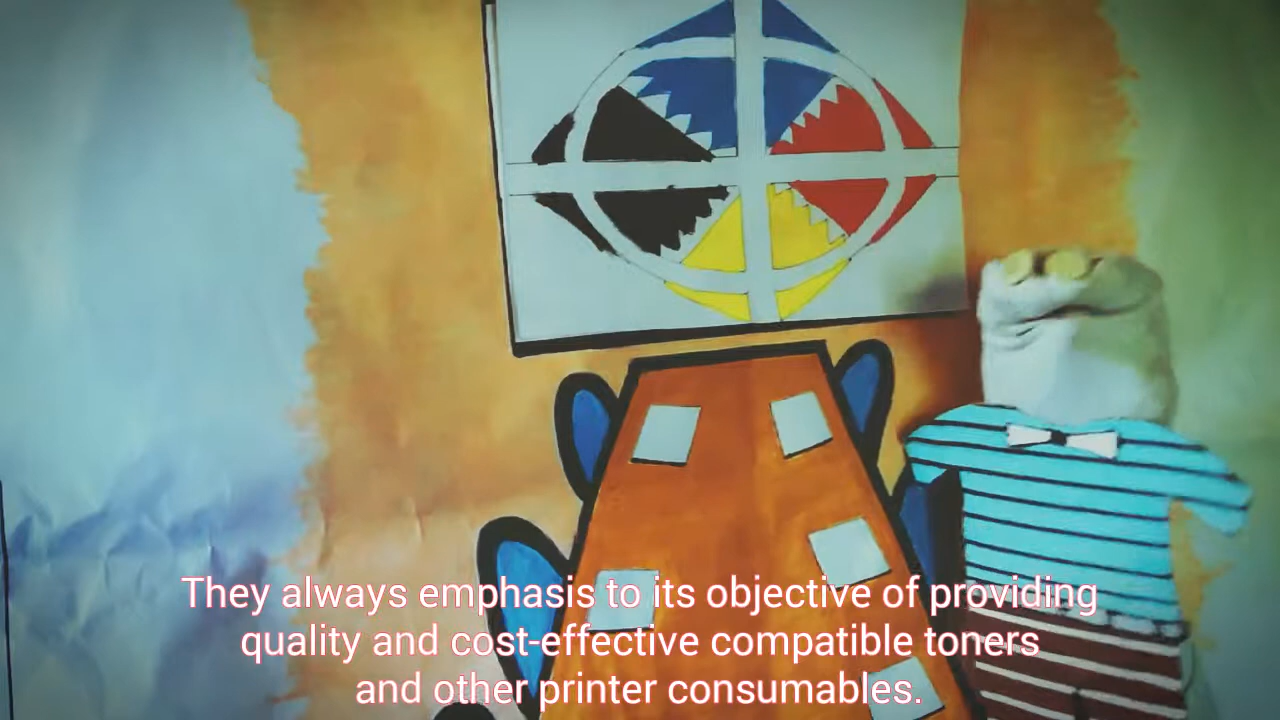 They always emphasis to its objective of providing
quality and cost-effective compatible toners
and other printer consumables.